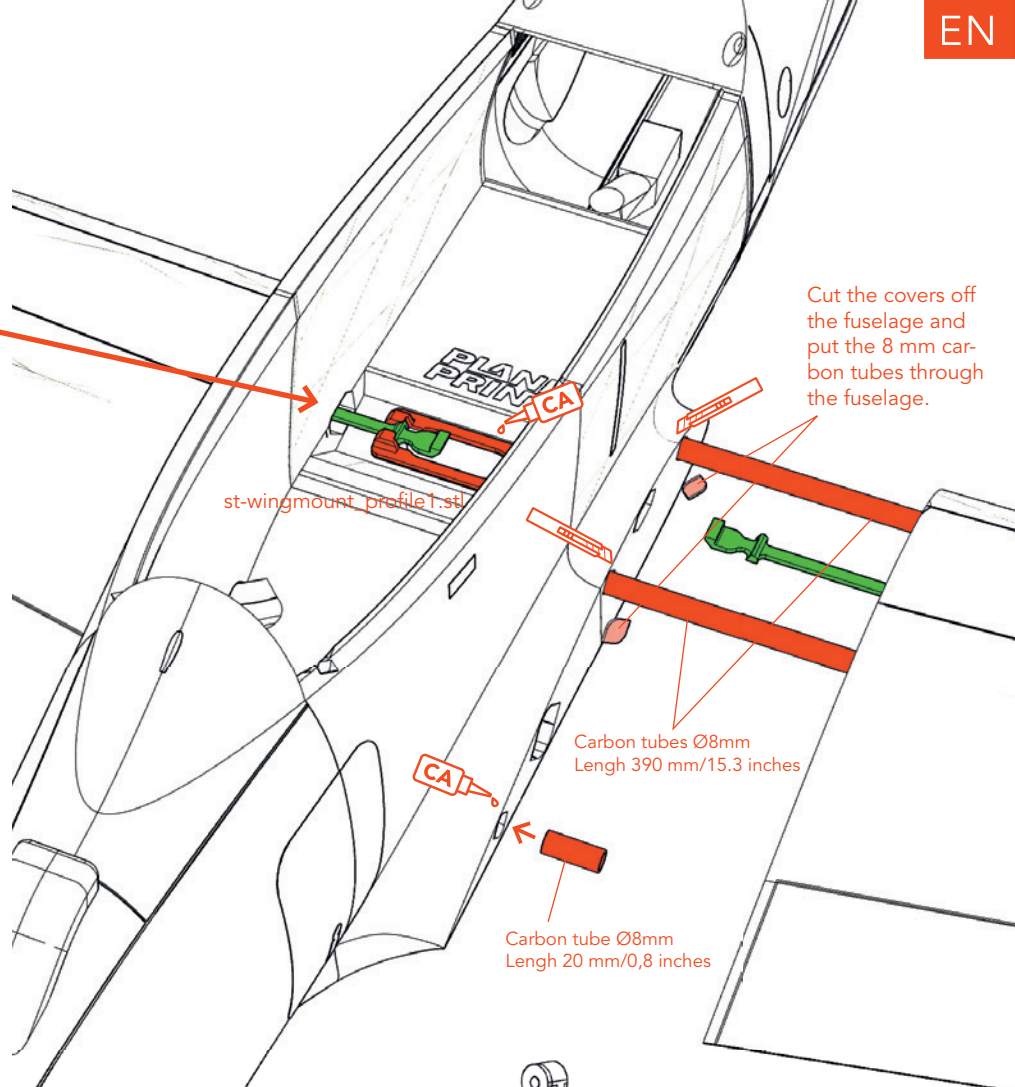 EN
Cut the covers off
the fuselage and
put the 8 mm car-
bon tubes through
the fuselage.
PLAN
PRIN
CA
st-wingmount_profile1.stl
Carbon tubes Ø8mm
Lengh 390 mm/15.3 inches
CA
Carbon tube Ø8mm
Lengh 20 mm/0,8 inches